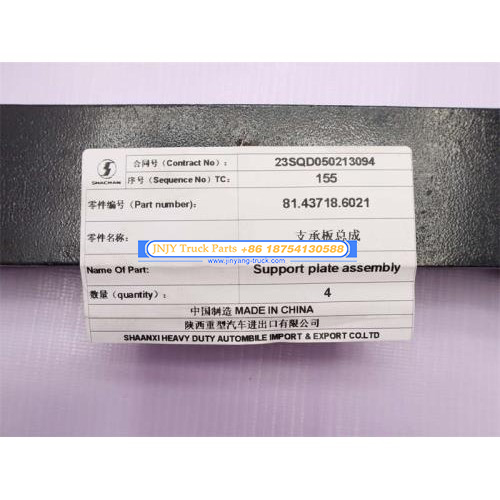 合同号 (Contract No): 23SQD050213094
SHACMAN
序号 (Sequence No) TC: 155
零件编号 (Part number): 81.43718.6021
零件名称: 支承板总成
JNJY Truck Parts +86 18754130588
www.jinyang-truck.com
Name Of Part: Support plate assembly
数量 (quantity): 4
中国制造 MADE IN CHINA
陕西重型汽车进出口有限公司
SHAANXI HEAVY DUTY AUTOMBILE IMPORT & EXPORT CO.LTD